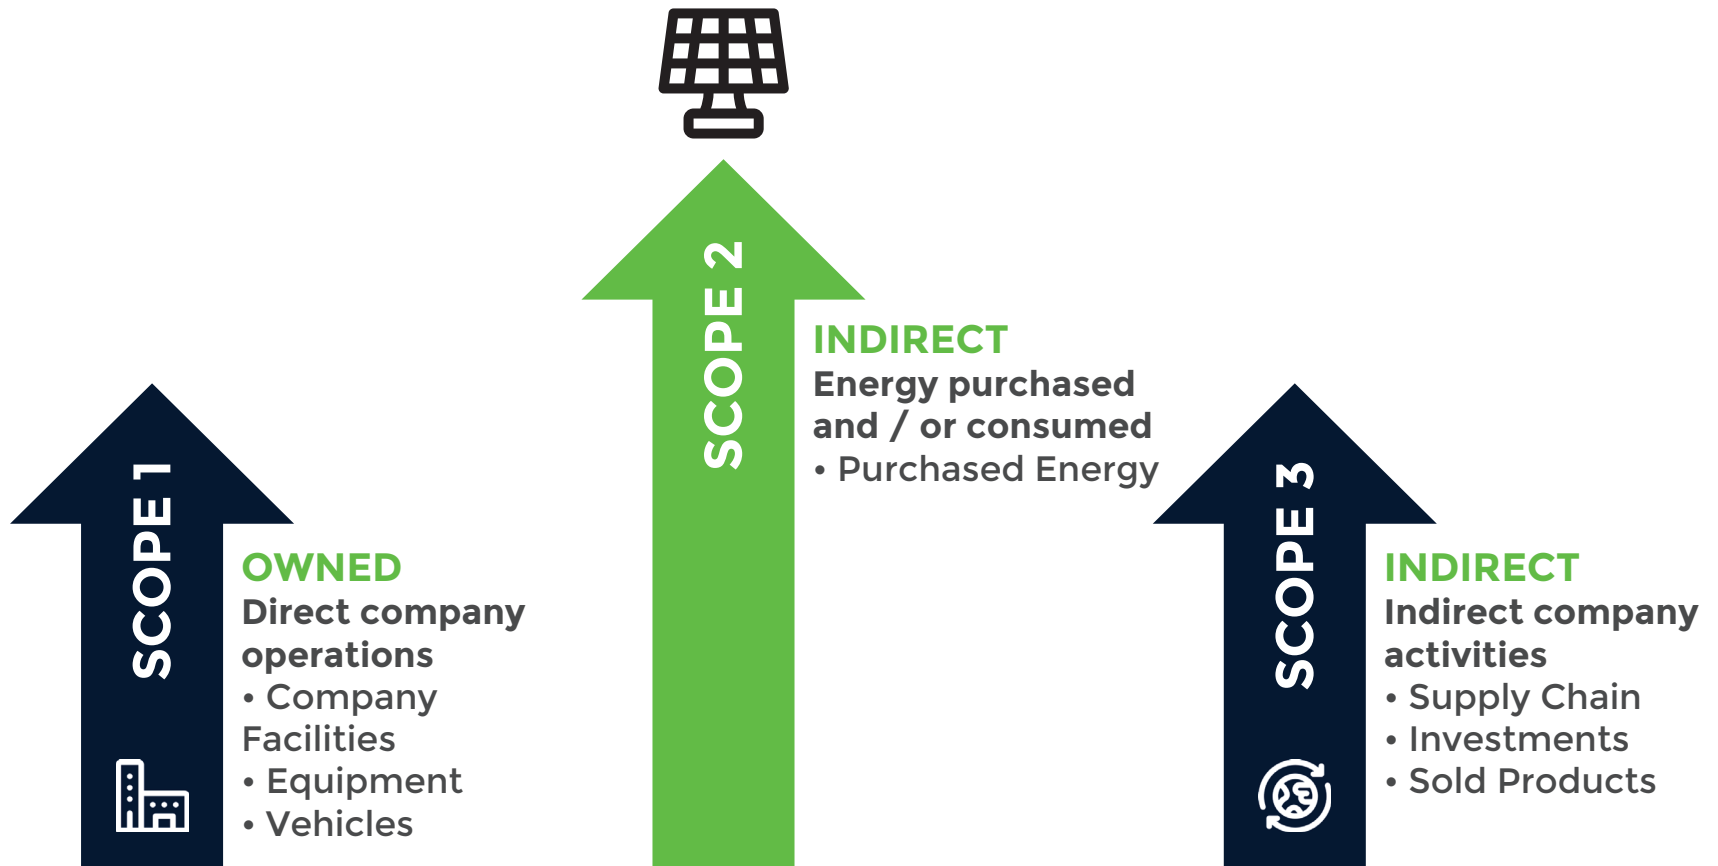 SCOPE 1
OWNED
Direct company
operations
• Company
Facilities
• Equipment
• Vehicles
SCOPE 2
INDIRECT
Energy purchased
and / or consumed
• Purchased Energy
SCOPE 3
INDIRECT
Indirect company
activities
• Supply Chain
• Investments
• Sold Products